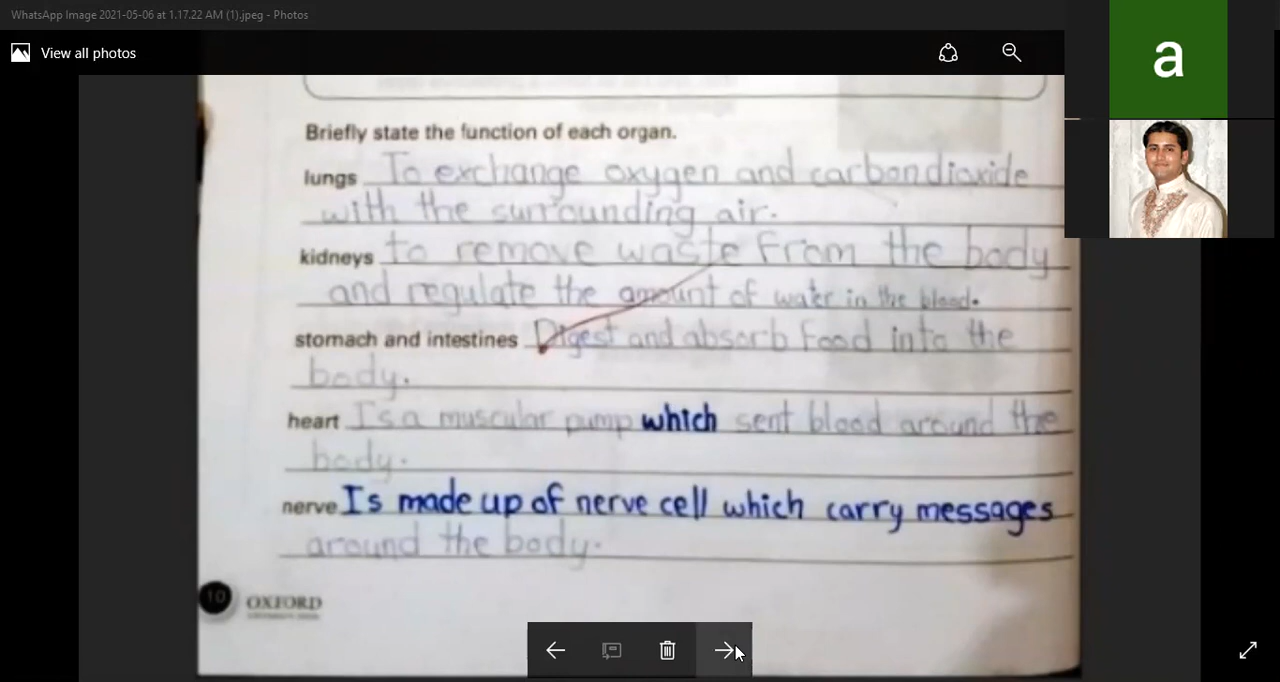 WhatsApp Image 2021-05-06 at 1.17.22 AM (1).jpeg - Photos
View all photos
a
Briefly state the function of each organ.
lungs To exchange oxygen and carbondioxide
with the surrounding air.
kidneys to remove waste from the body
and regulate the amount of water in the blood.
stomach and intestines Digest and absorb food into the
body.
heart Is a muscular pump which sent blood around the
body.
nerve Is made up of nerve cell which carry messages
around the body.
10 OXFORD